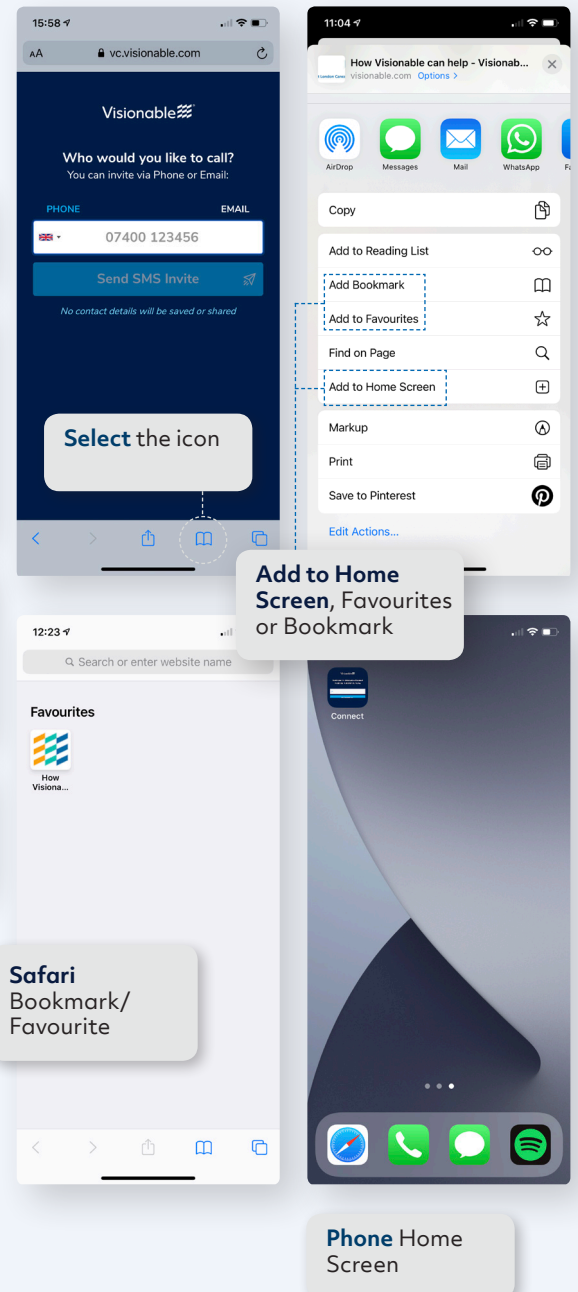 15:58
AA
vc.visionable.com
Visionable
Who would you like to call?
You can invite via Phone or Email:
PHONE
EMAIL
07400 123456
Send SMS Invite
No contact details will be saved or shared
Select the icon
11:04
How Visionable can help - Visionab...
visionable.com Options >
AirDrop
Messages
Mail
WhatsApp
Copy
Add to Reading List
Add Bookmark
Add to Favourites
Find on Page
Add to Home Screen
Markup
Print
Save to Pinterest
Edit Actions...
Add to Home
Screen, Favourites
or Bookmark
12:23
Search or enter website name
Favourites
How
Visiona...
Safari
Bookmark/
Favourite
Connect
Phone Home
Screen